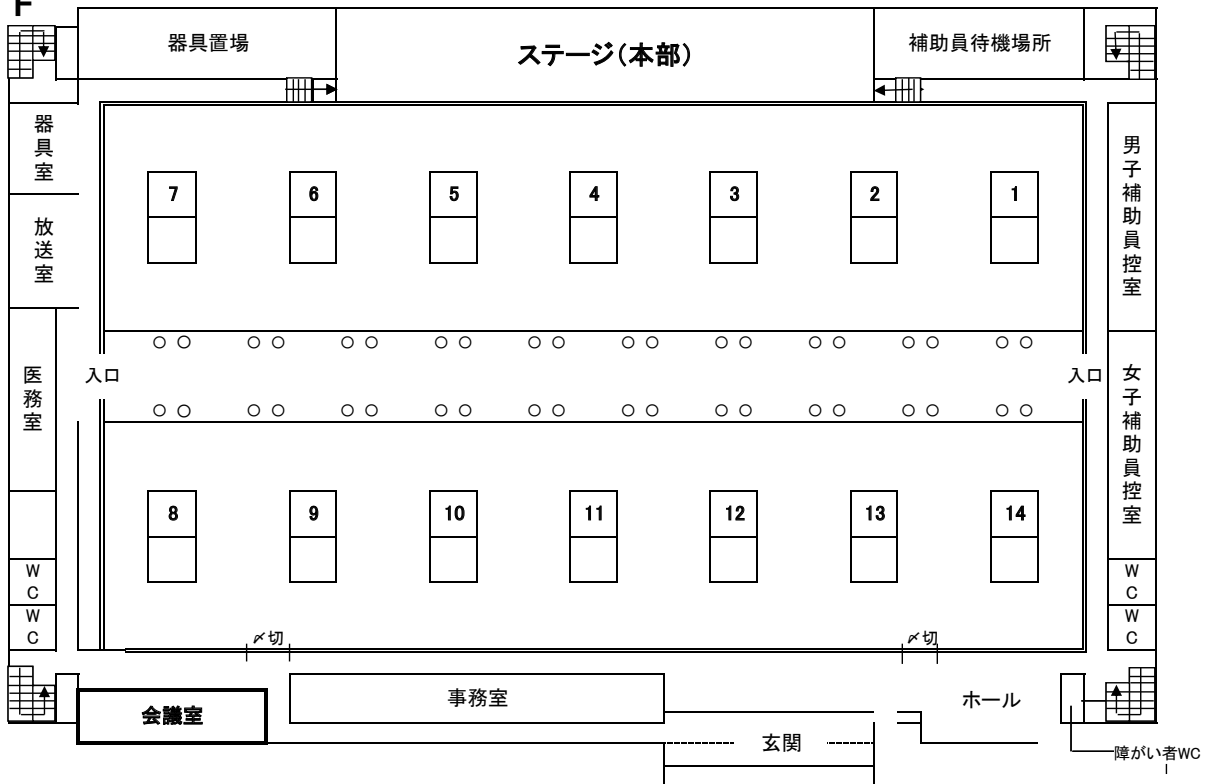 F
器具置場
ステージ(本部)
補助員待機場所
器具室
放送室
医務室
男子補助員控室
女子補助員控室
7 6 5 4 3 2 1
○○ ○○ ○○ ○○ ○○ ○○ ○○ ○○ ○○ ○○
入口
入口
○○ ○○ ○○ ○○ ○○ ○○ ○○ ○○ ○○ ○○
8 9 10 11 12 13 14
WC
WC
WC
WC
〆切
〆切
会議室
事務室
ホール
玄関
障がい者WC